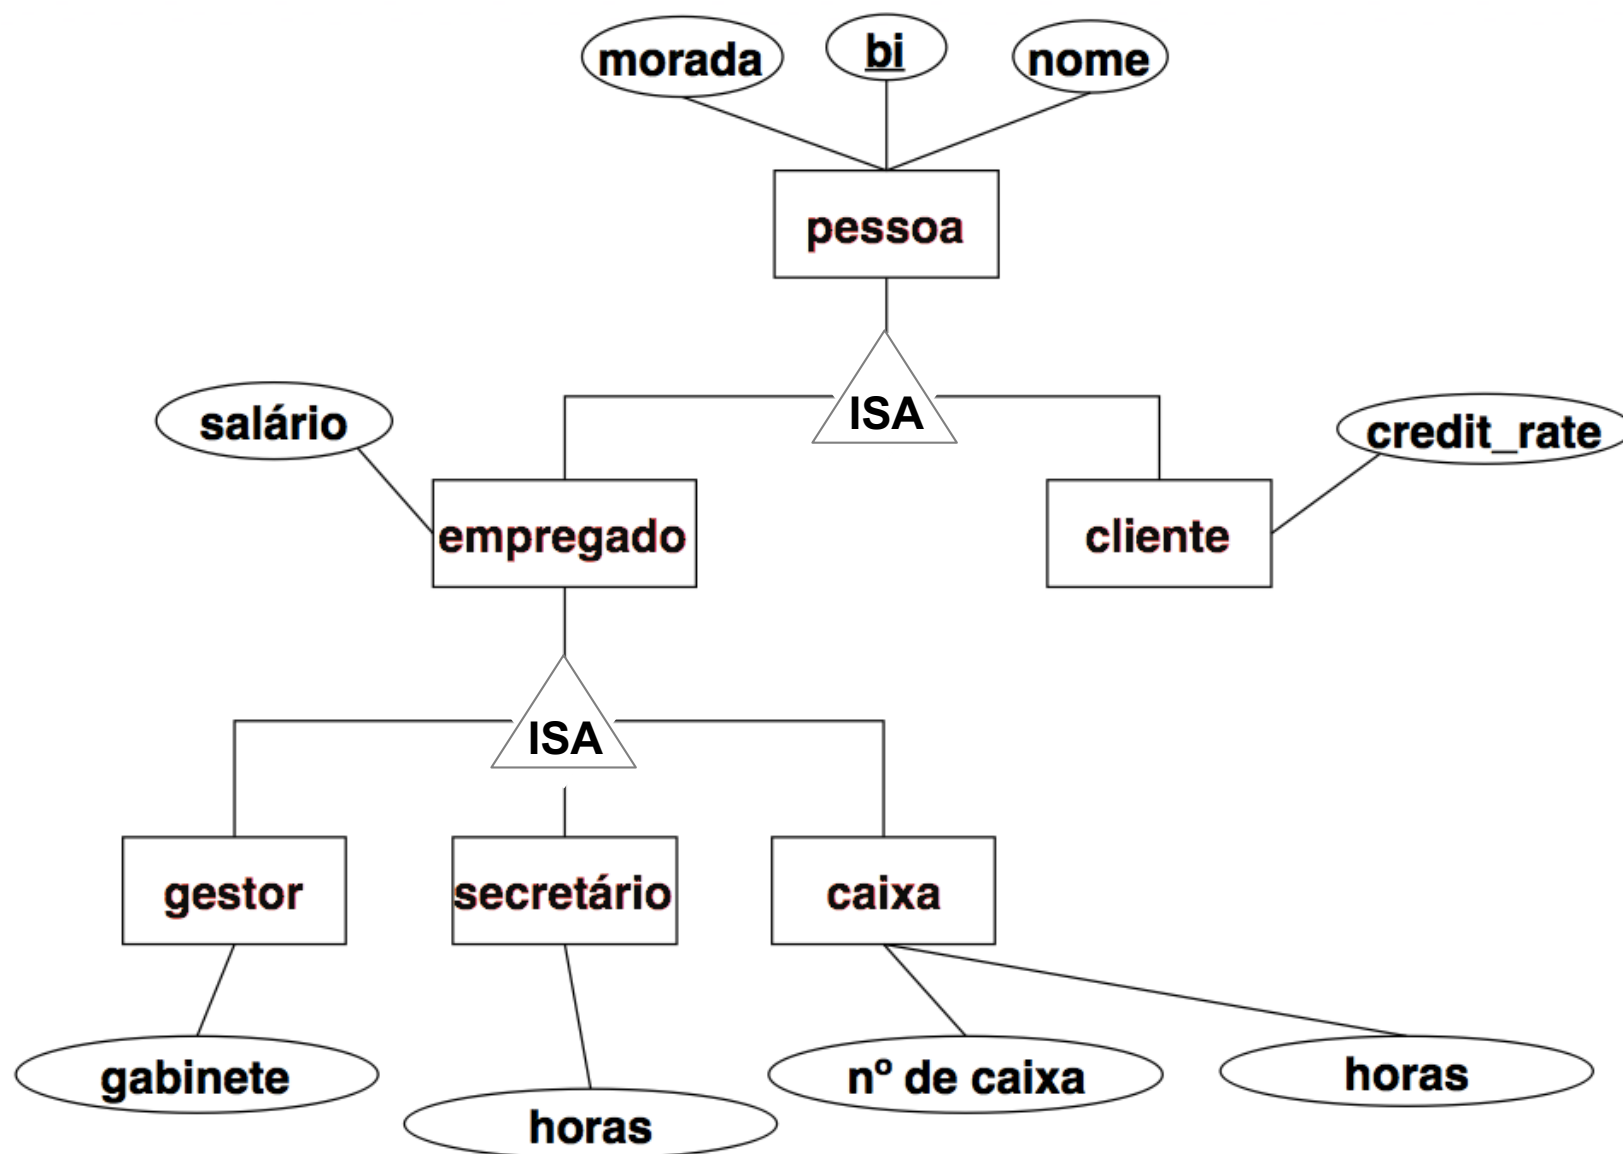 morada
bi
nome
pessoa
ISA
salário
credit_rate
empregado
cliente
ISA
gestor
secretário
caixa
gabinete
horas
nº de caixa
horas